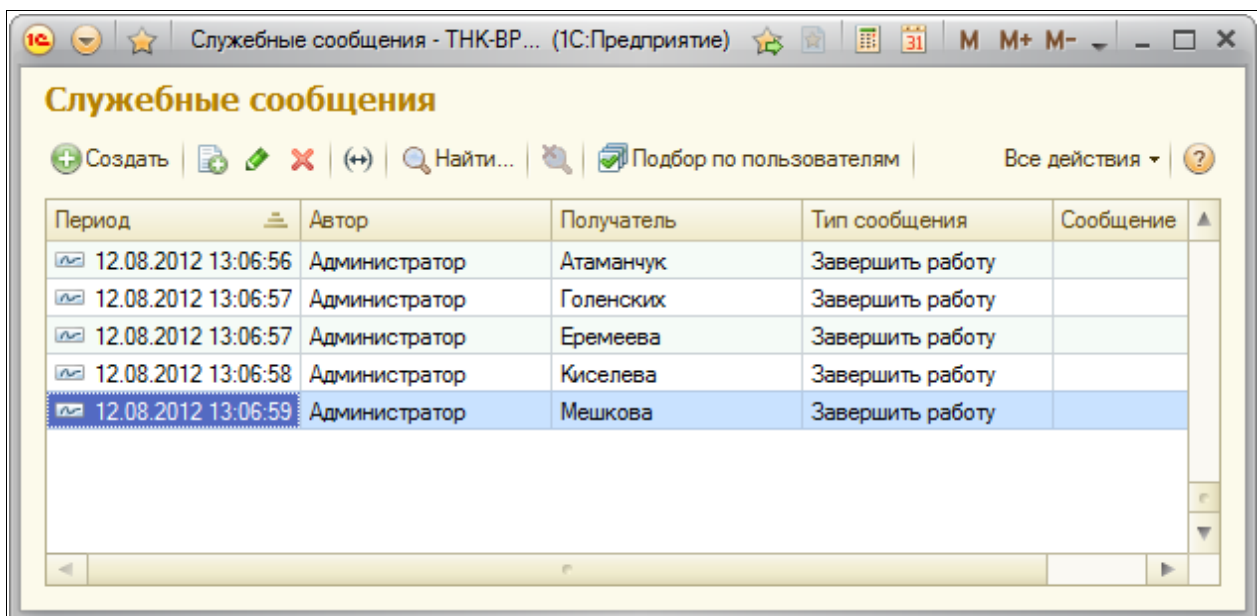 1С Служебные сообщения - ТНК-ВР... (1С:Предприятие) 31 M M+ M-
Служебные сообщения
Создать Найти... Подбор по пользователям Все действия ?
Период Автор Получатель Тип сообщения Сообщение
12.08.2012 13:06:56 Администратор Атаманчук Завершить работу
12.08.2012 13:06:57 Администратор Голенских Завершить работу
12.08.2012 13:06:57 Администратор Еремеева Завершить работу
12.08.2012 13:06:58 Администратор Киселева Завершить работу
12.08.2012 13:06:59 Администратор Мешкова Завершить работу